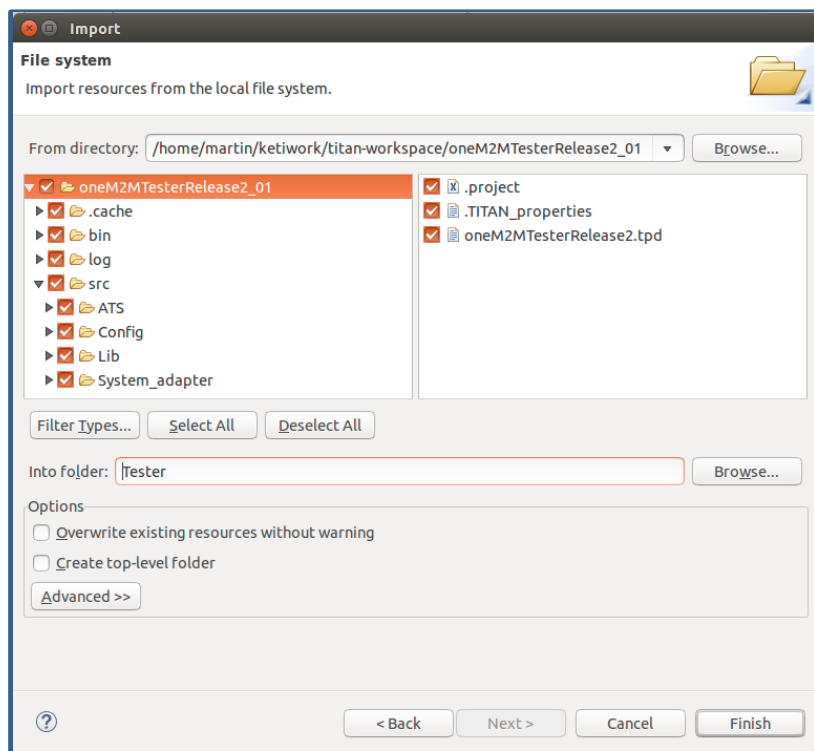 Import
File system
Import resources from the local file system.
From directory: /home/martin/ketiwork/titan-workspace/oneM2MTesterRelease2_01 Browse...
oneM2MTesterRelease2_01 .project
.cache .TITAN_properties
bin oneM2MTesterRelease2.tpd
log
src
ATS
Config
Lib
System_adapter
Filter Types... Select All Deselect All
Into folder: Tester Browse...
Options
Overwrite existing resources without warning
Create top-level folder
Advanced >>
? < Back Next > Cancel Finish